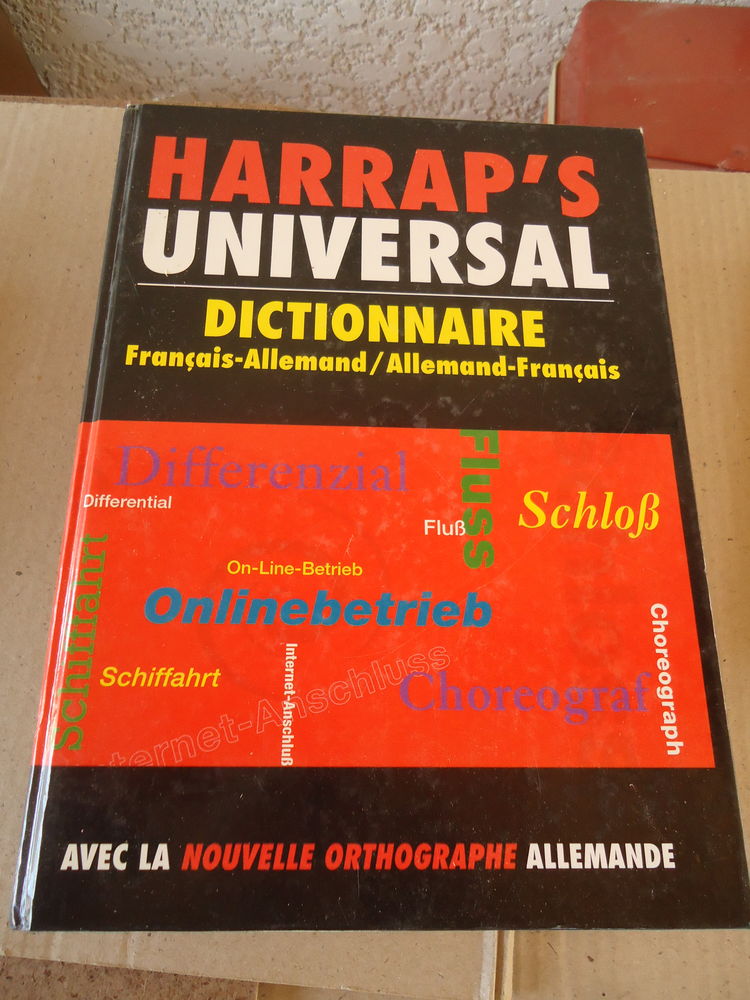 HARRAP'S
UNIVERSAL
DICTIONNAIRE
Français-Allemand/Allemand-Français
Differenzial
Differential
Fluss
Fluß
Schloß
Schifffahrt
On-Line-Betrieb
Onlinebetrieb
Schiffahrt
Internet-Anschluß
Internet-Anschluss
Choreograf
Choreograph
AVEC LA NOUVELLE ORTHOGRAPHE ALLEMANDE